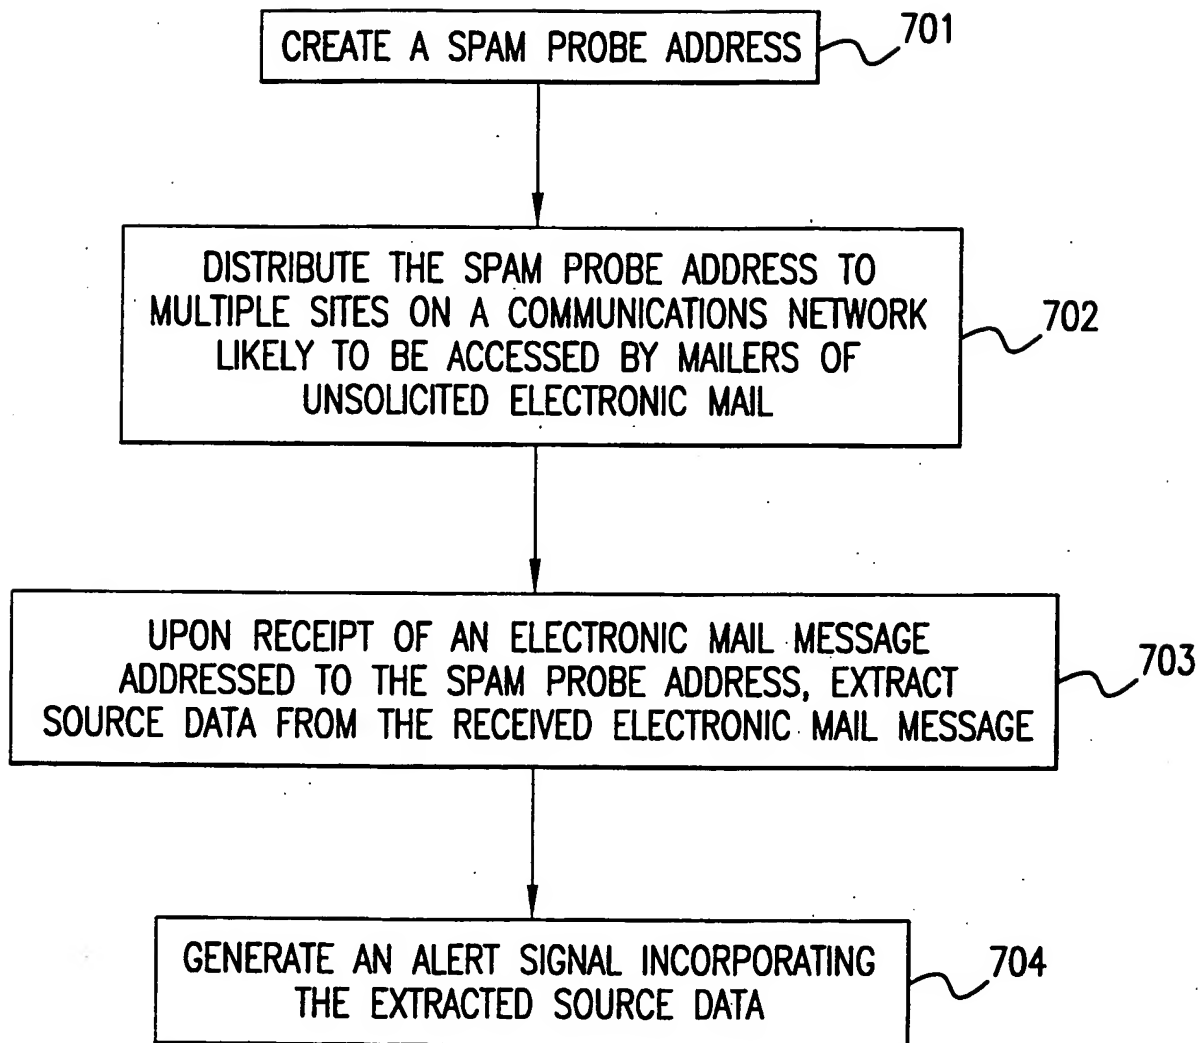 CREATE A SPAM PROBE ADDRESS
701
DISTRIBUTE THE SPAM PROBE ADDRESS TO
MULTIPLE SITES ON A COMMUNICATIONS NETWORK
LIKELY TO BE ACCESSED BY MAILERS OF
UNSOLICITED ELECTRONIC MAIL
702
UPON RECEIPT OF AN ELECTRONIC MAIL MESSAGE
ADDRESSED TO THE SPAM PROBE ADDRESS, EXTRACT
SOURCE DATA FROM THE RECEIVED ELECTRONIC MAIL MESSAGE
703
GENERATE AN ALERT SIGNAL INCORPORATING
THE EXTRACTED SOURCE DATA
704